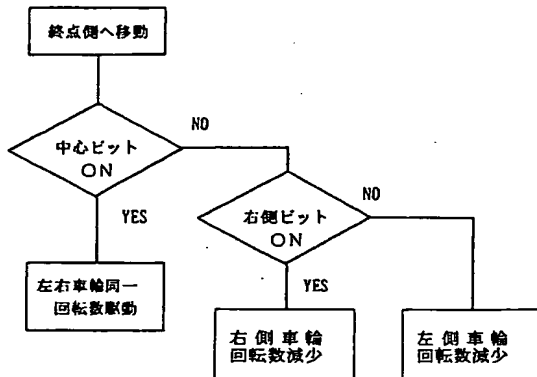 終点側へ移動
中心ビット
ON
NO
YES
右側ビット
ON
NO
YES
左右車輪同一
回転数駆動
右側車輪
回転数減少
左側車輪
回転数減少